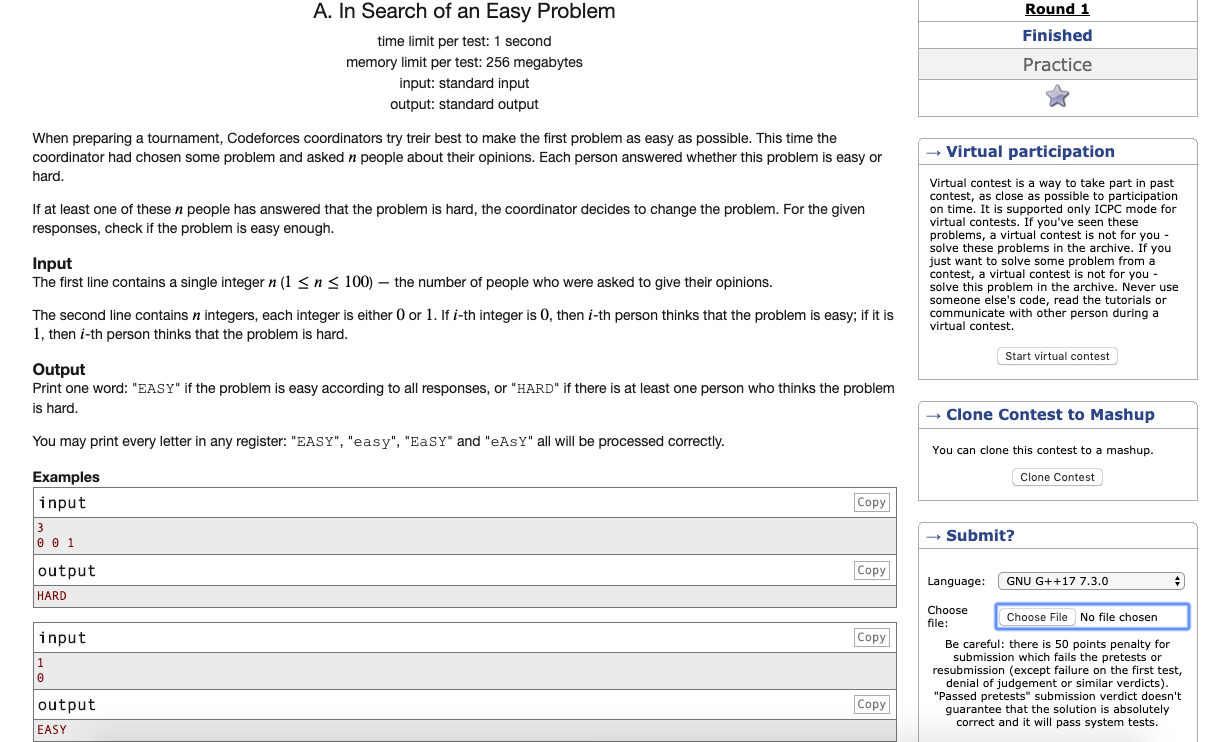 A. In Search of an Easy Problem
time limit per test: 1 second
memory limit per test: 256 megabytes
input: standard input
output: standard output
When preparing a tournament, Codeforces coordinators try treir best to make the first problem as easy as possible. This time the
coordinator had chosen some problem and asked n people about their opinions. Each person answered whether this problem is easy or
hard.
If at least one of these n people has answered that the problem is hard, the coordinator decides to change the problem. For the given
responses, check if the problem is easy enough.
Input
The first line contains a single integer n (1 ≤ n ≤ 100) — the number of people who were asked to give their opinions.
The second line contains n integers, each integer is either 0 or 1. If i-th integer is 0, then i-th person thinks that the problem is easy; if it is
1, then i-th person thinks that the problem is hard.
Output
Print one word: "EASY" if the problem is easy according to all responses, or "HARD" if there is at least one person who thinks the problem
is hard.
You may print every letter in any register: "EASY", "easy", "EaSY" and "eAsY" all will be processed correctly.
Examples
input
Copy
3
0 0 1
output
Copy
HARD
input
Copy
1
0
output
Copy
EASY
Round 1
Finished
Practice
→ Virtual participation
Virtual contest is a way to take part in past
contest, as close as possible to participation
on time. It is supported only ICPC mode for
virtual contests. If you've seen these
problems, a virtual contest is not for you -
solve these problems in the archive. If you
just want to solve some problem from a
contest, a virtual contest is not for you -
solve this problem in the archive. Never use
someone else's code, read the tutorials or
communicate with other person during a
virtual contest.
Start virtual contest
→ Clone Contest to Mashup
You can clone this contest to a mashup.
Clone Contest
→ Submit?
Language: GNU G++17 7.3.0
Choose
file:
Choose File No file chosen
Be careful: there is 50 points penalty for
submission which fails the pretests or
resubmission (except failure on the first test,
denial of judgement or similar verdicts).
"Passed pretests" submission verdict doesn't
guarantee that the solution is absolutely
correct and it will pass system tests.